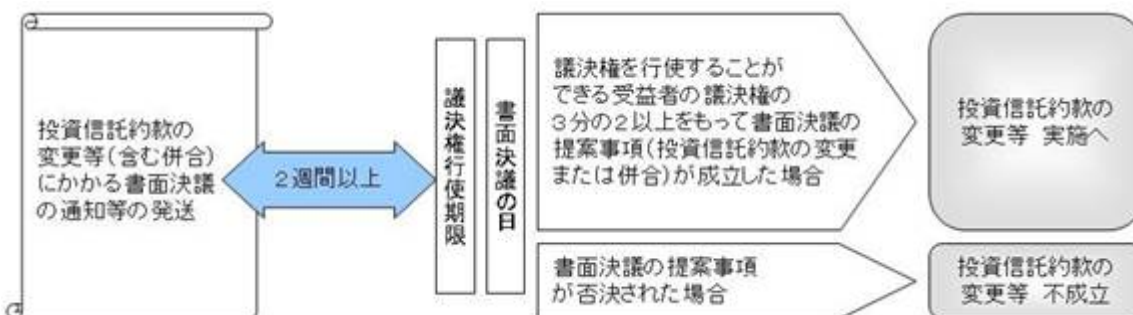 投資信託約款の
変更等(含む併合)
にかかる書面決議
の通知等の発送
2週間以上
議決権行使期限
書面決議の日
議決権を行使することが
できる受益者の議決権の
3分の2以上をもって書面決議の
提案事項(投資信託約款の変更
または併合)が成立した場合
投資信託約款の
変更等 実施へ
書面決議の提案事項
が否決された場合
投資信託約款の
変更等 不成立